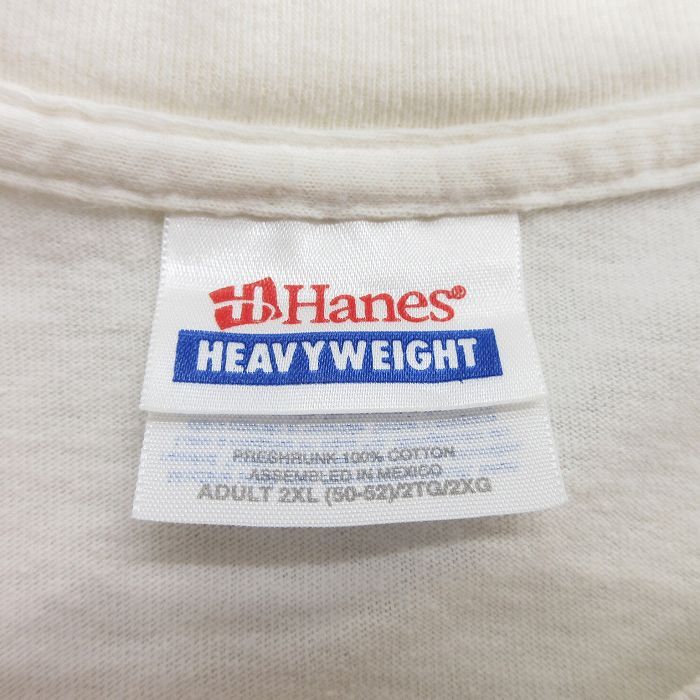 Hanes®
HEAVYWEIGHT
PRESHRUNK 100% COTTON
ASSEMBLED IN MEXICO
ADULT 2XL (50-52)/2TG/2XG